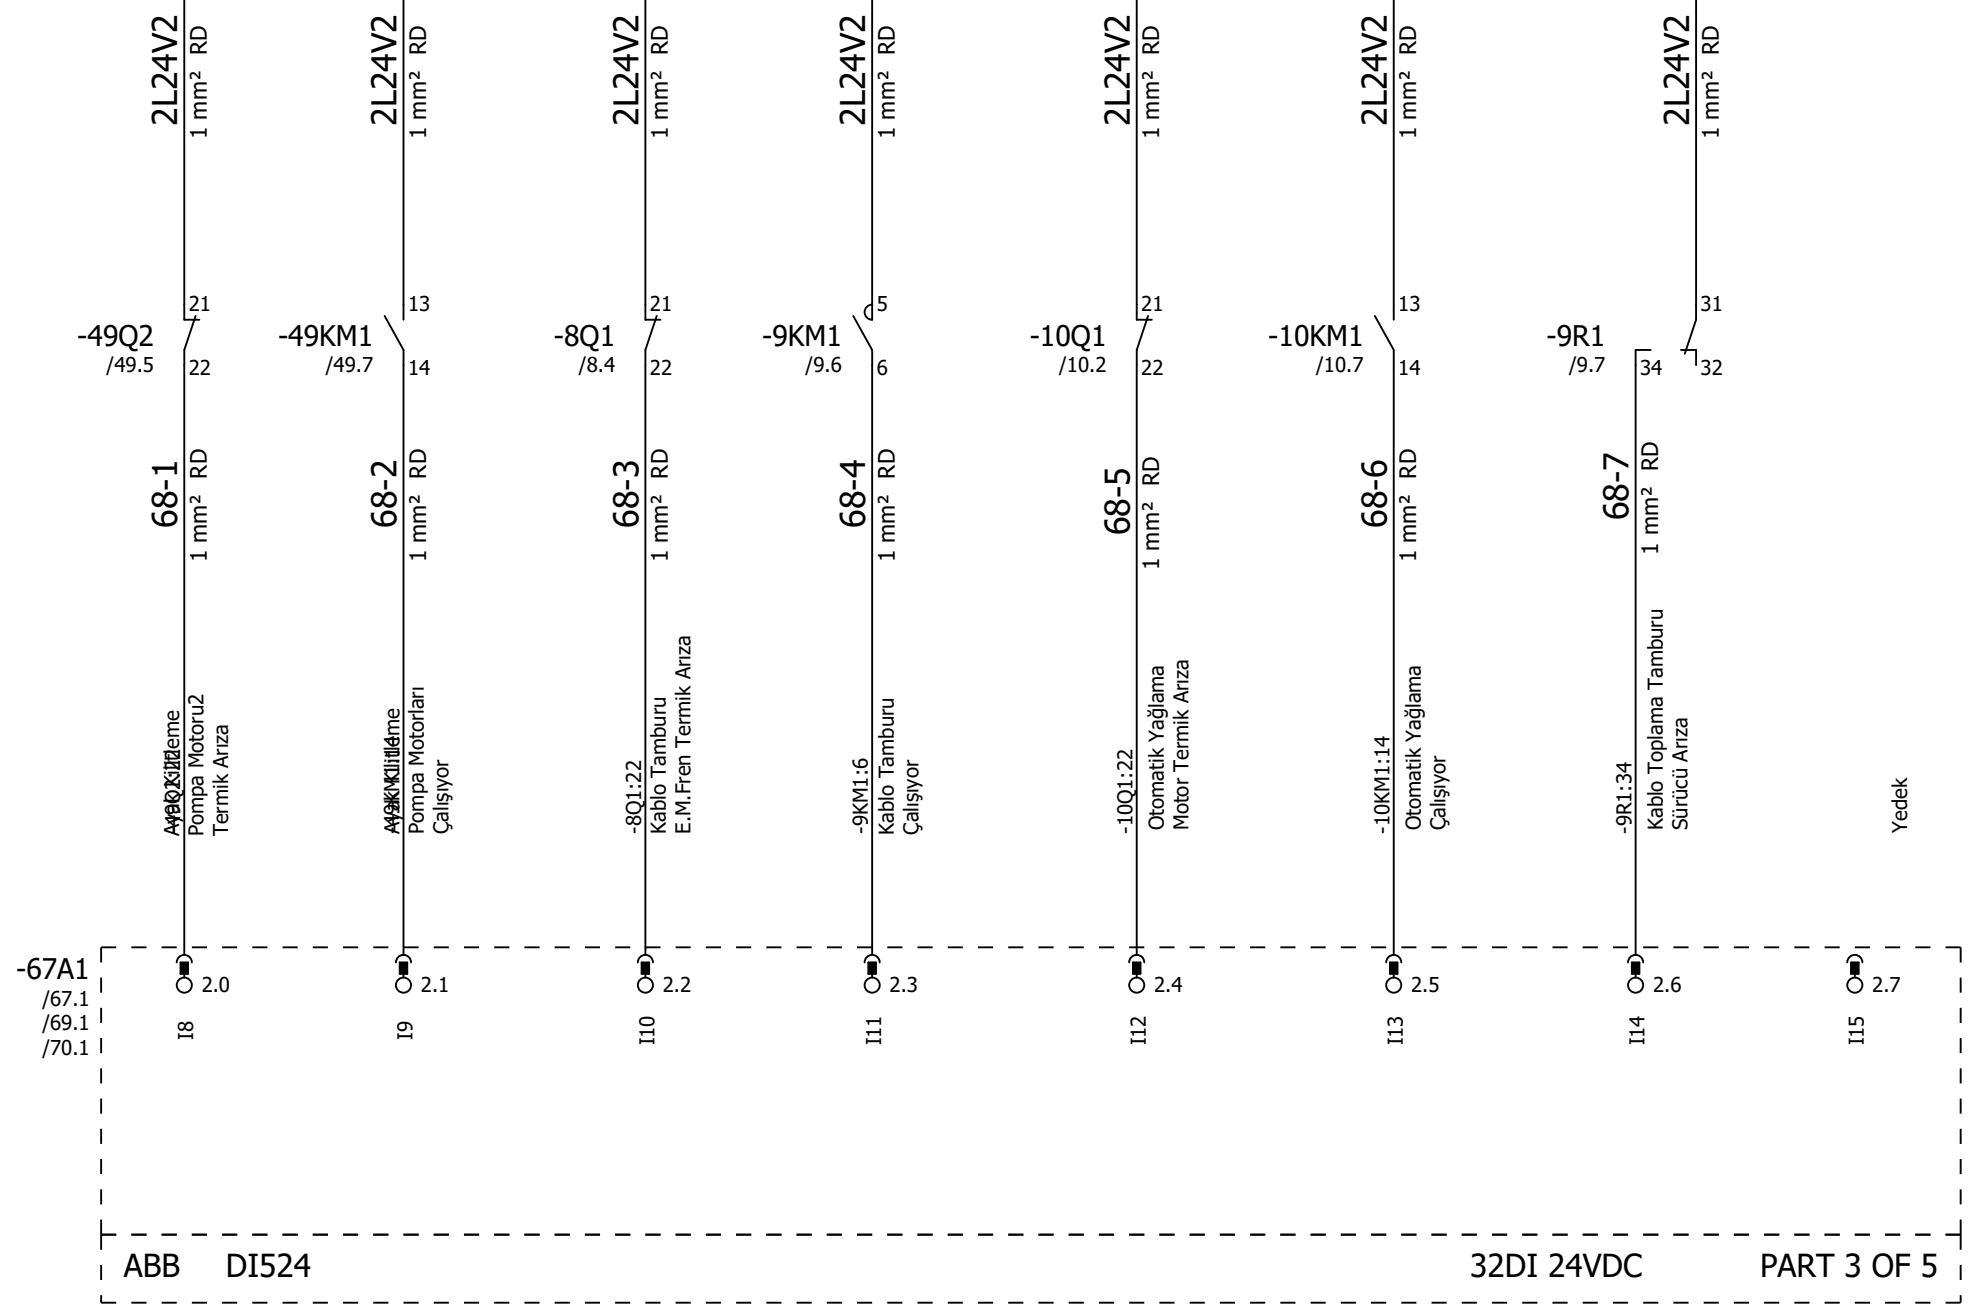 2L24V2
1 mm² RD
2L24V2
1 mm² RD
2L24V2
1 mm² RD
2L24V2
1 mm² RD
2L24V2
1 mm² RD
2L24V2
1 mm² RD
2L24V2
1 mm² RD
-49Q2
/49.5
21
22
-49KM1
/49.7
13
14
-8Q1
/8.4
21
22
-9KM1
/9.6
5
6
-10Q1
/10.2
21
22
-10KM1
/10.7
13
14
-9R1
/9.7
31
34
32
68-1
1 mm² RD
68-2
1 mm² RD
68-3
1 mm² RD
68-4
1 mm² RD
68-5
1 mm² RD
68-6
1 mm² RD
68-7
1 mm² RD
Pompa Motoru2
Termik Arıza
Pompa Motorları
Çalışıyor
-8Q1:22
Kablo Tamburu
E.M.Fren Termik Arıza
-9KM1:6
Kablo Tamburu
Çalışıyor
-10Q1:22
Otomatik Yağlama
Motor Termik Arıza
-10KM1:14
Otomatik Yağlama
Çalışıyor
-9R1:34
Kablo Toplama Tamburu
Sürücü Arıza
Yedek
-67A1
/67.1
/69.1
/70.1
2.0
2.1
2.2
2.3
2.4
2.5
2.6
2.7
I8
I9
I10
I11
I12
I13
I14
I15
ABB DI524
32DI 24VDC
PART 3 OF 5